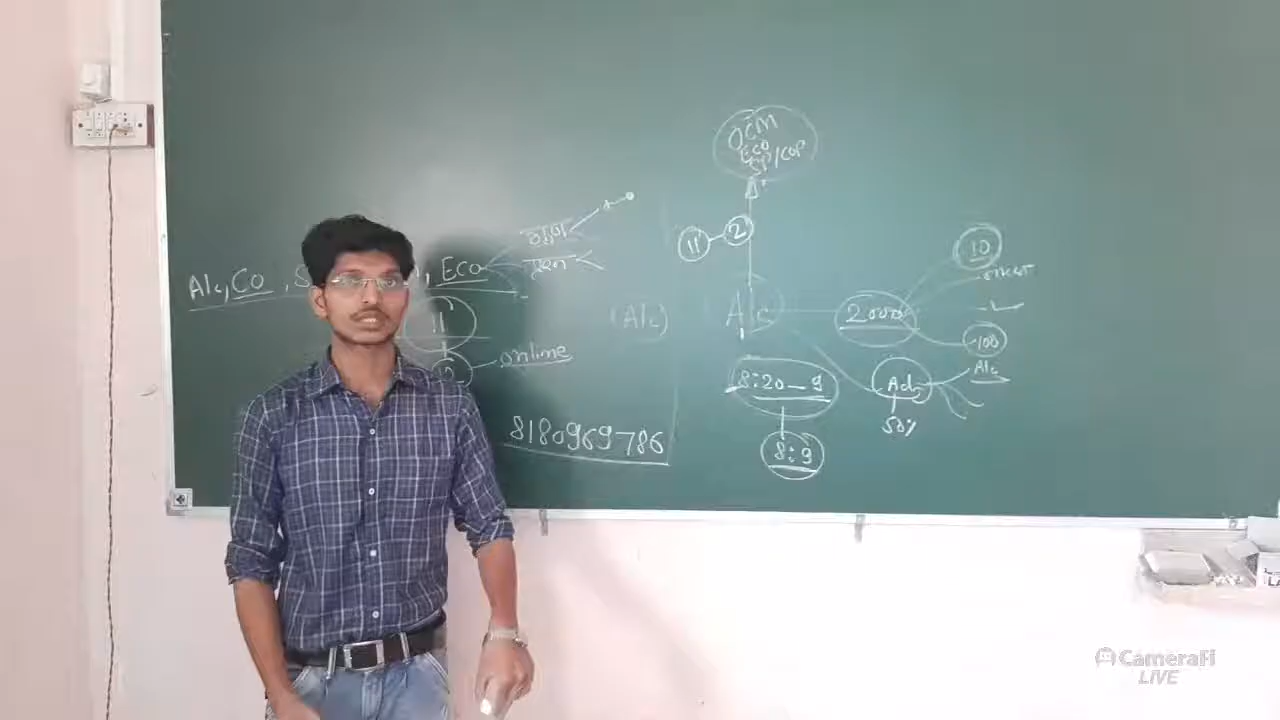 OCM
ECO
SP/COP
11 2
10
Alc, Co , S , Eco
(Alc)
Alc
2000
11
100
online
Alc
8:20 - 9
50%
8180969786
8:9
CameraFi
LIVE